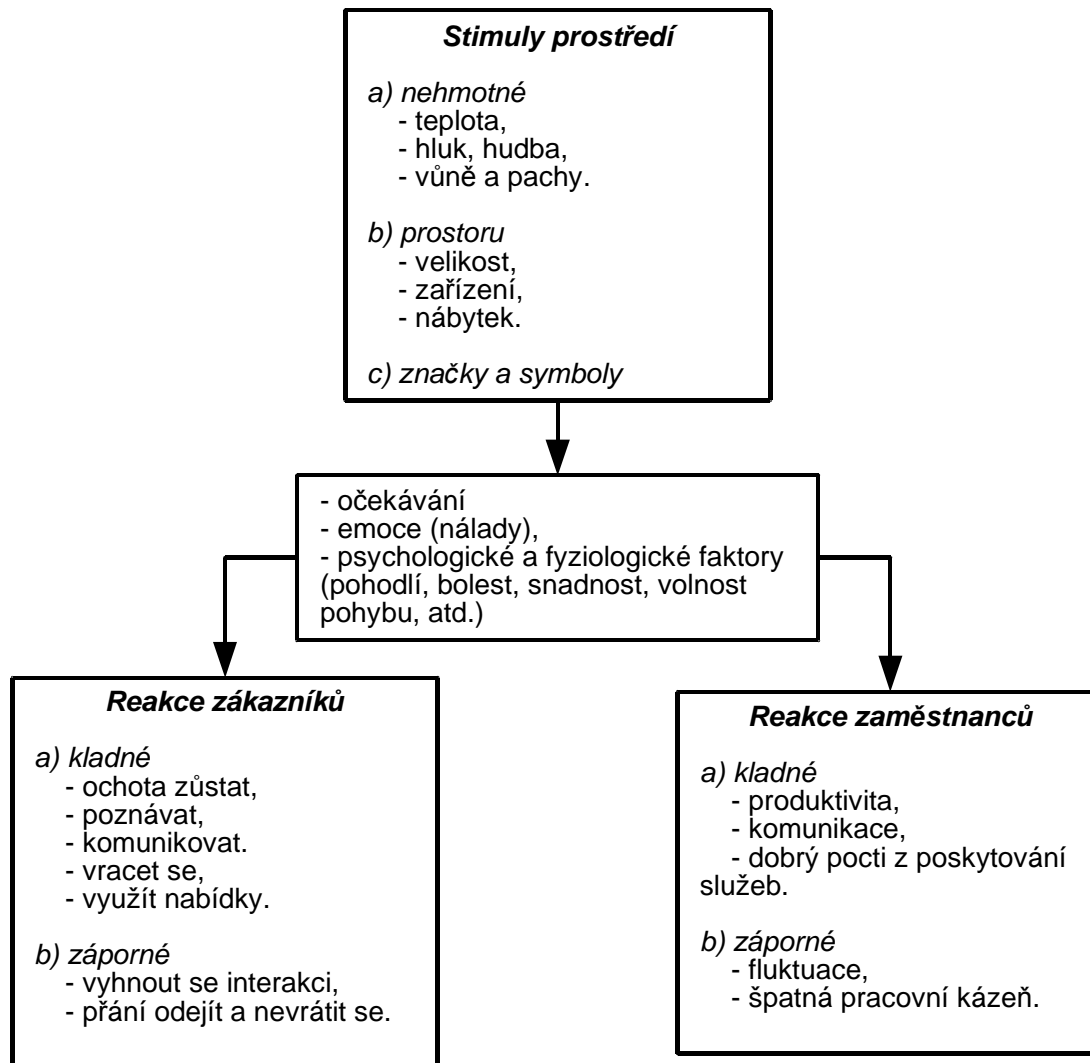 Stimuly prostředí
a) nehmotné
- teplota,
- hluk, hudba,
- vůně a pachy.
b) prostoru
- velikost,
- zařízení,
- nábytek.
c) značky a symboly
- očekávání
- emoce (nálady),
- psychologické a fyziologické faktory
(pohodlí, bolest, snadnost, volnost
pohybu, atd.)
Reakce zákazníků
a) kladné
- ochota zůstat,
- poznávat,
- komunikovat.
- vracet se,
- využít nabídky.
b) záporné
- vyhnout se interakci,
- přání odejít a nevrátit se.
Reakce zaměstnanců
a) kladné
- produktivita,
- komunikace,
- dobrý pocti z poskytování
služeb.
b) záporné
- fluktuace,
- špatná pracovní kázeň.